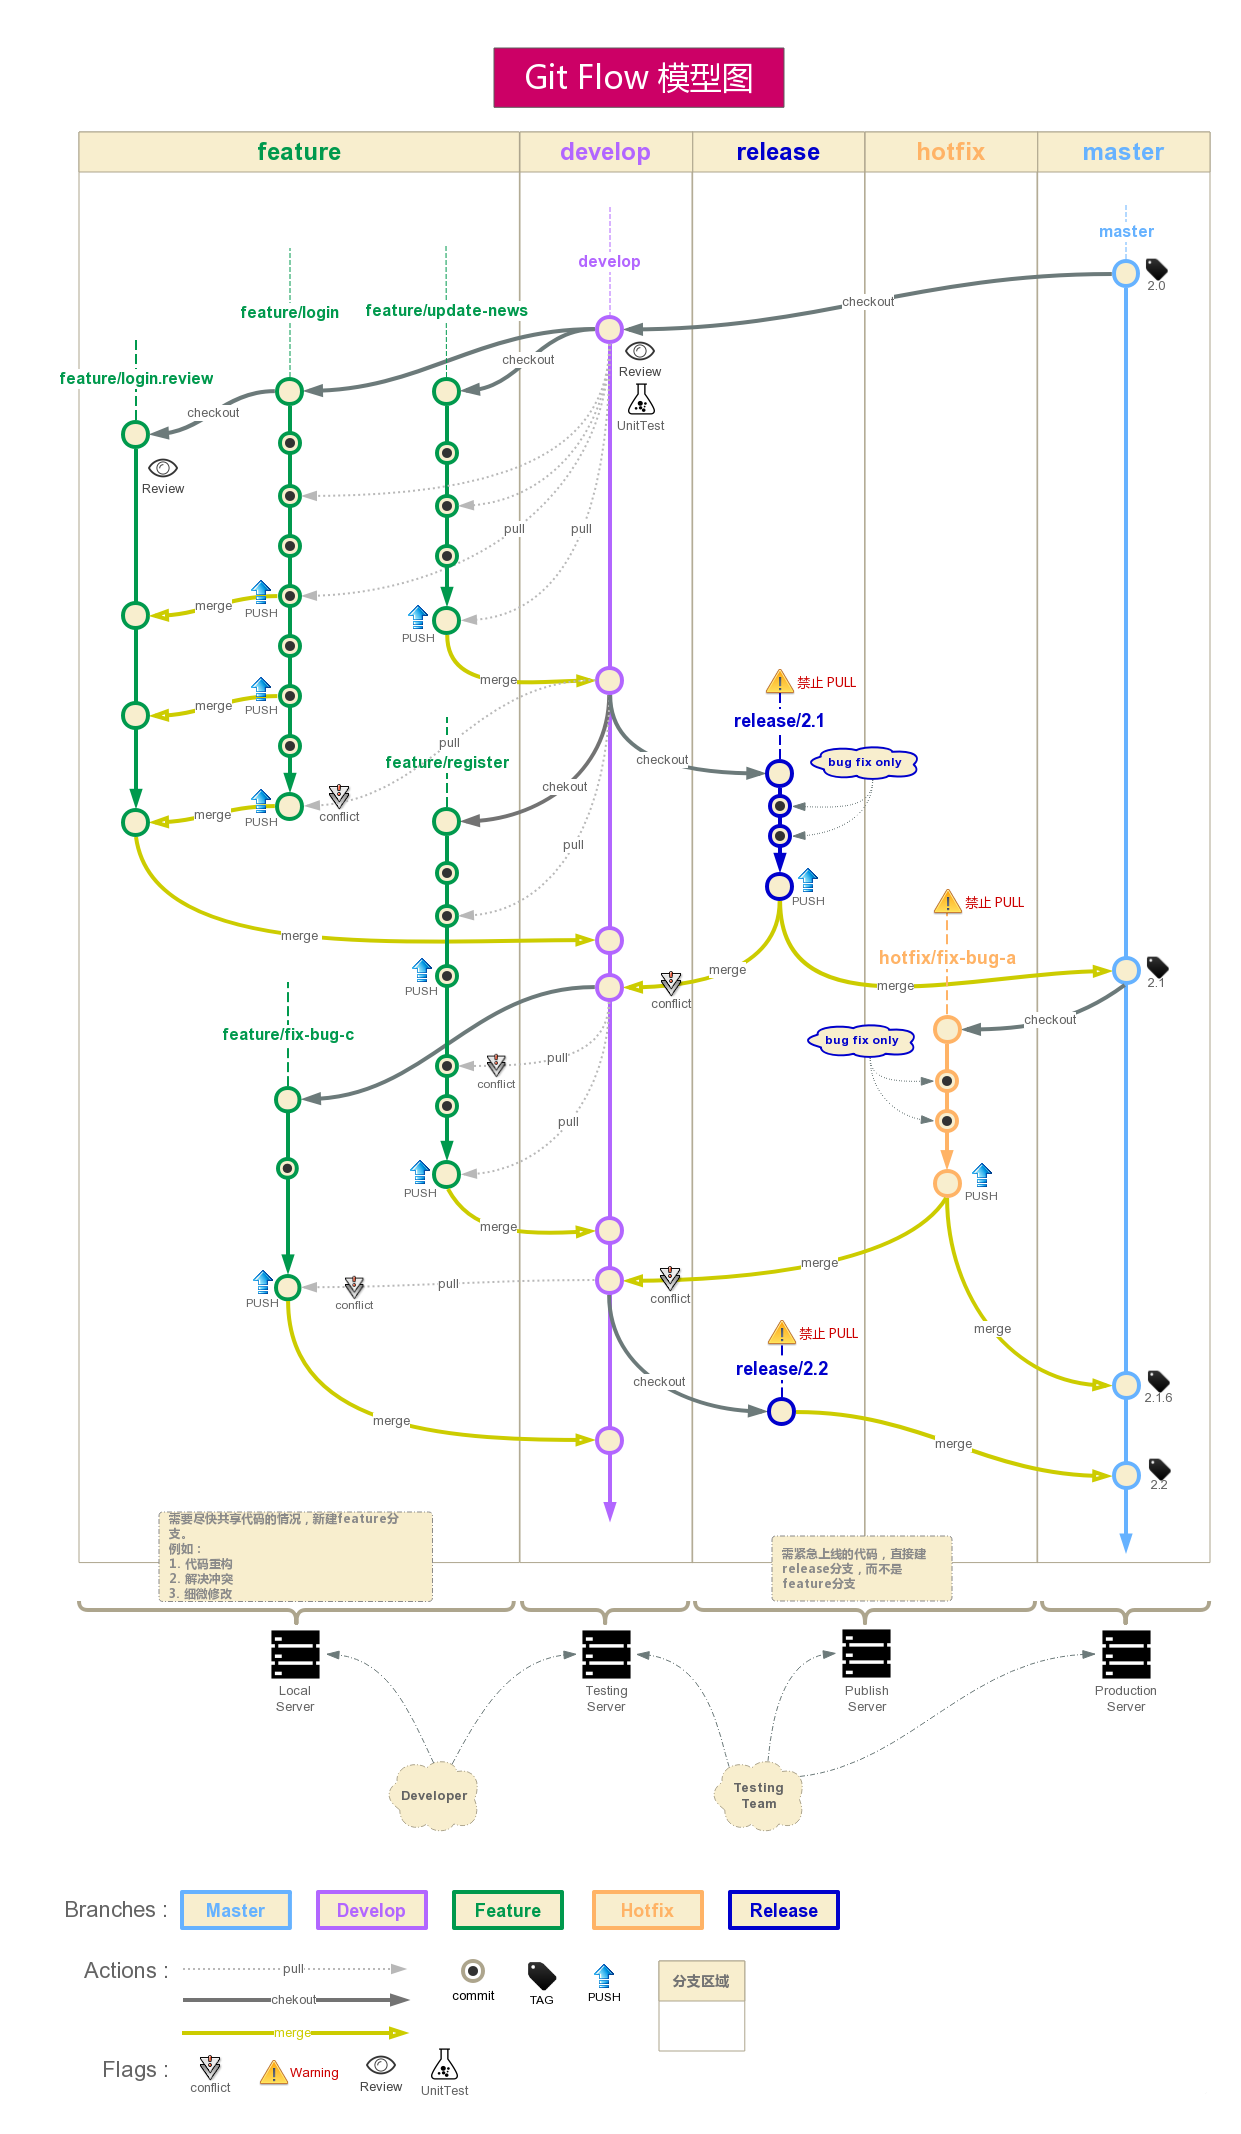 Git Flow 模型图
feature
develop
release
hotfix
master
master
2.0
develop
checkout
feature/login
feature/update-news
checkout
Review
feature/login.review
checkout
UnitTest
Review
pull
pull
merge
PUSH
PUSH
merge
禁止 PULL
merge
PUSH
release/2.1
pull
checkout
feature/register
bug fix only
chekout
merge
PUSH
conflict
pull
PUSH
禁止 PULL
merge
hotfix/fix-bug-a
merge
merge
2.1
PUSH
conflict
checkout
feature/fix-bug-c
bug fix only
pull
conflict
pull
PUSH
PUSH
merge
merge
pull
conflict
conflict
PUSH
禁止 PULL
merge
release/2.2
checkout
2.1.6
merge
merge
2.2
需要尽快共享代码的情况，新建feature分
支。
例如：
1. 代码重构
2. 解决冲突
3. 细微修改
需紧急上线的代码，直接建
release分支，而不是
feature分支
Local
Server
Testing
Server
Publish
Server
Production
Server
Developer
Testing
Team
Branches :
Master
Develop
Feature
Hotfix
Release
Actions :
pull
chekout
merge
commit
TAG
PUSH
分支区域
Flags :
conflict
Warning
Review
UnitTest